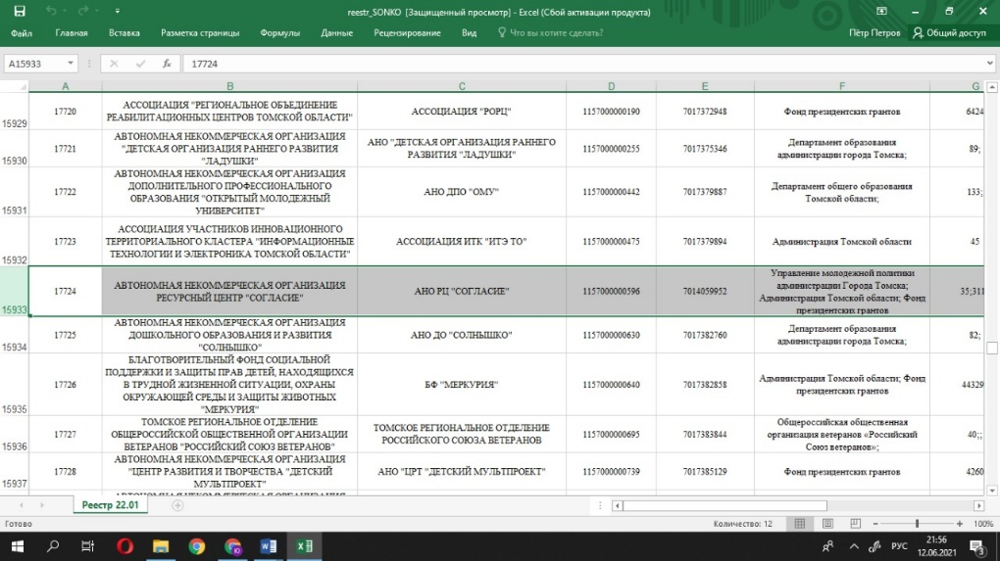 reestr_SONKO [Защищенный просмотр] - Excel (Сбой активации продукта)
Файл Главная Вставка Разметка страницы Формулы Данные Рецензирование Вид Что вы хотите сделать? Пётр Петров Общий доступ
A15933 fx 17724
A B C D E F G
15929 17720 АССОЦИАЦИЯ "РЕГИОНАЛЬНОЕ ОБЪЕДИНЕНИЕ
РЕАБИЛИТАЦИОННЫХ ЦЕНТРОВ ТОМСКОЙ ОБЛАСТИ"
АССОЦИАЦИЯ "РОРЦ" 1157000000190 7017372948 Фонд президентских грантов 6424
15930 17721 АВТОНОМНАЯ НЕКОММЕРЧЕСКАЯ ОРГАНИЗАЦИЯ
"ДЕТСКАЯ ОРГАНИЗАЦИЯ РАННЕГО РАЗВИТИЯ
"ЛАДУШКИ"
АНО "ДЕТСКАЯ ОРГАНИЗАЦИЯ РАННЕГО
РАЗВИТИЯ "ЛАДУШКИ"
1157000000255 7017375346 Департамент образования
администрации города Томска;
89;
15931 17722 АВТОНОМНАЯ НЕКОММЕРЧЕСКАЯ ОРГАНИЗАЦИЯ
ДОПОЛНИТЕЛЬНОГО ПРОФЕССИОНАЛЬНОГО
ОБРАЗОВАНИЯ "ОТКРЫТЫЙ МОЛОДЕЖНЫЙ
УНИВЕРСИТЕТ"
АНО ДПО "ОМУ" 1157000000442 7017379887 Департамент общего образования
Томской области;
133;
15932 17723 АССОЦИАЦИЯ УЧАСТНИКОВ ИННОВАЦИОННОГО
ТЕРРИТОРИАЛЬНОГО КЛАСТЕРА "ИНФОРМАЦИОННЫЕ
ТЕХНОЛОГИИ И ЭЛЕКТРОНИКА ТОМСКОЙ ОБЛАСТИ"
АССОЦИАЦИЯ ИТК "ИТЭ ТО" 1157000000475 7017379894 Администрация Томской области 45
15933 17724 АВТОНОМНАЯ НЕКОММЕРЧЕСКАЯ ОРГАНИЗАЦИЯ
РЕСУРСНЫЙ ЦЕНТР "СОГЛАСИЕ"
АНО РЦ "СОГЛАСИЕ" 1157000000596 7014059952 Управление молодежной политики
администрации Города Томска;
Администрация Томской области; Фонд
президентских грантов
35;311
15934 17725 АВТОНОМНАЯ НЕКОММЕРЧЕСКАЯ ОРГАНИЗАЦИЯ
ДОШКОЛЬНОГО ОБРАЗОВАНИЯ И РАЗВИТИЯ
"СОЛНЫШКО"
АНО ДО "СОЛНЫШКО" 1157000000630 7017382760 Департамент образования
администрации города Томска;
82;
15935 17726 БЛАГОТВОРИТЕЛЬНЫЙ ФОНД СОЦИАЛЬНОЙ
ПОДДЕРЖКИ И ЗАЩИТЫ ПРАВ ДЕТЕЙ, НАХОДЯЩИХСЯ
В ТРУДНОЙ ЖИЗНЕННОЙ СИТУАЦИИ, ОХРАНЫ
ОКРУЖАЮЩЕЙ СРЕДЫ И ЗАЩИТЫ ЖИВОТНЫХ
"МЕРКУРИЯ"
БФ "МЕРКУРИЯ" 1157000000640 7017382858 Администрация Томской области; Фонд
президентских грантов
44329
15936 17727 ТОМСКОЕ РЕГИОНАЛЬНОЕ ОТДЕЛЕНИЕ
ОБЩЕРОССИЙСКОЙ ОБЩЕСТВЕННОЙ ОРГАНИЗАЦИИ
ВЕТЕРАНОВ "РОССИЙСКИЙ СОЮЗ ВЕТЕРАНОВ"
ТОМСКОЕ РЕГИОНАЛЬНОЕ ОТДЕЛЕНИЕ
РОССИЙСКОГО СОЮЗА ВЕТЕРАНОВ
1157000000695 7017383844 Общероссийская общественная
организация ветеранов «Российский
Союз ветеранов»;
40;;
15937 17728 АВТОНОМНАЯ НЕКОММЕРЧЕСКАЯ ОРГАНИЗАЦИЯ
"ЦЕНТР РАЗВИТИЯ И ТВОРЧЕСТВА "ДЕТСКИЙ
МУЛЬТПРОЕКТ"
АНО "ЦРТ "ДЕТСКИЙ МУЛЬТПРОЕКТ" 1157000000739 7017385129 Фонд президентских грантов 4260
Реестр 22.01
Готово Количество: 12 100%
РУС 21:56
12.06.2021
3